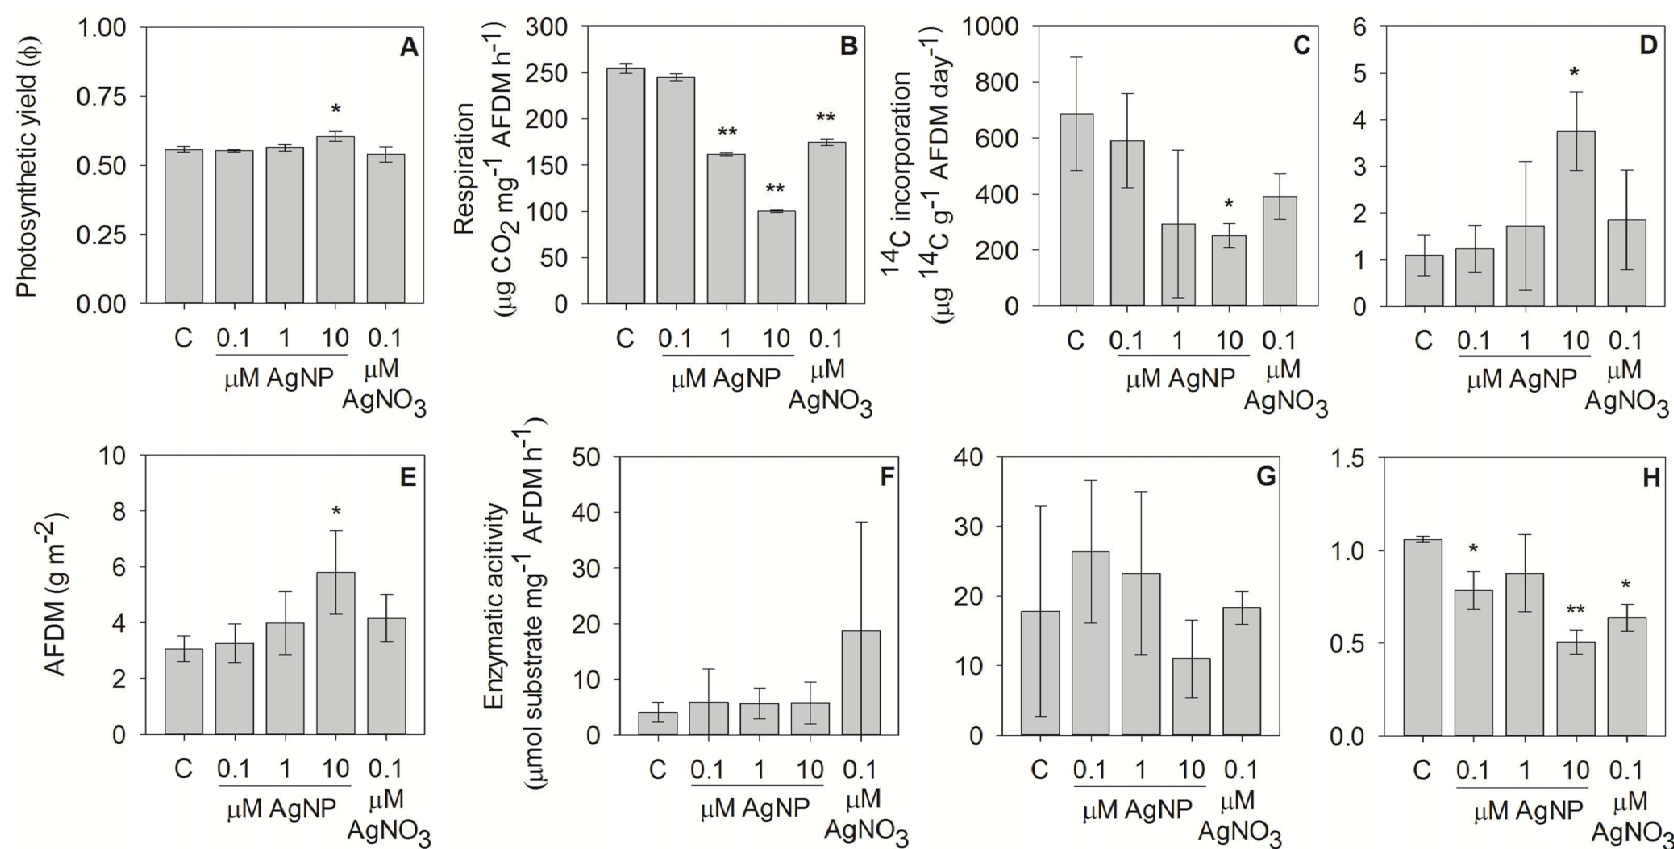 A
Photosynthetic yield (ϕ)
1.00
0.75
0.50
0.25
0.00
*
C 0.1 1 10 0.1
μM AgNP
μM
AgNO3
B
Respiration
(μg CO2 mg-1 AFDM h-1)
300
250
200
150
100
50
0
** ** **
C 0.1 1 10 0.1
μM AgNP
μM
AgNO3
C
14C incorporation
(μg 14C g-1 AFDM day-1)
1000
800
600
400
200
0
*
C 0.1 1 10 0.1
μM AgNP
μM
AgNO3
D
6
5
4
3
2
1
0
*
C 0.1 1 10 0.1
μM AgNP
μM
AgNO3
E
AFDM (g m-2)
10
8
6
4
2
0
*
C 0.1 1 10 0.1
μM AgNP
μM
AgNO3
F
Enzymatic acitivity
(μmol substrate mg-1 AFDM h-1)
50
40
30
20
10
0
C 0.1 1 10 0.1
μM AgNP
μM
AgNO3
G
40
30
20
10
0
C 0.1 1 10 0.1
μM AgNP
μM
AgNO3
H
1.5
1.0
0.5
0.0
* ** *
C 0.1 1 10 0.1
μM AgNP
μM
AgNO3